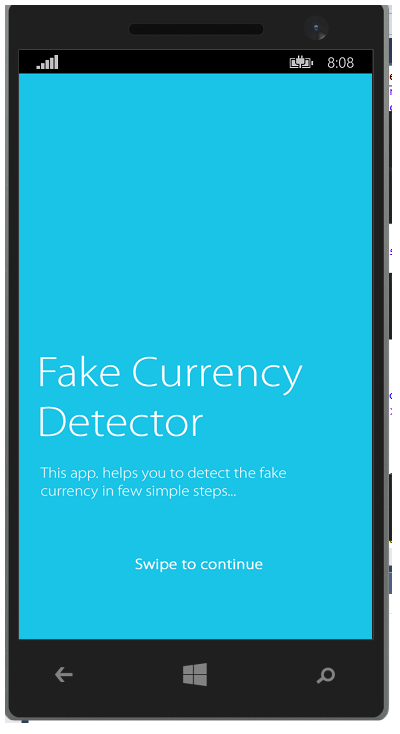 8:08
Fake Currency
Detector
This app. helps you to detect the fake
currency in few simple steps...
Swipe to continue